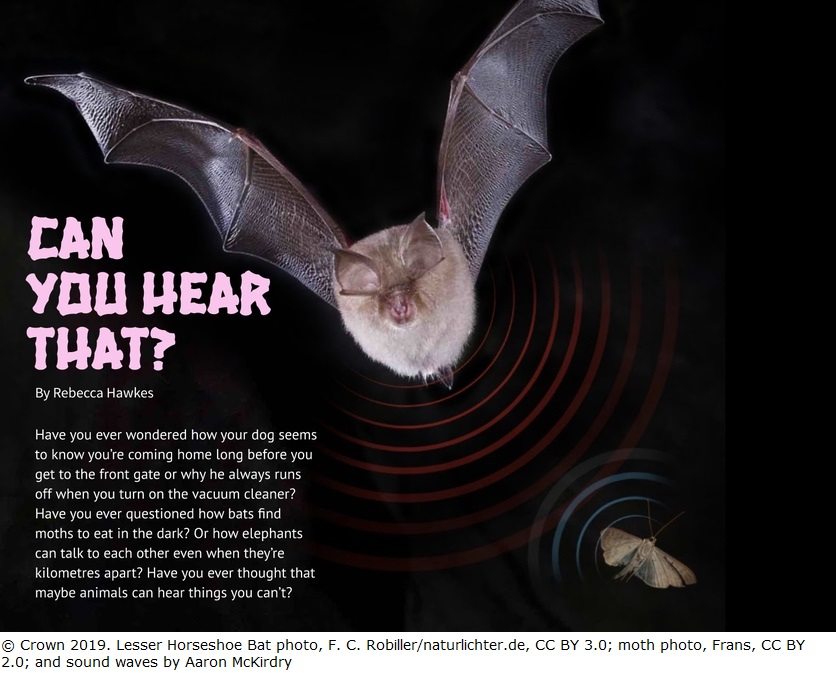 CAN
YOU HEAR
THAT?
By Rebecca Hawkes
Have you ever wondered how your dog seems
to know you're coming home long before you
get to the front gate or why he always runs
off when you turn on the vacuum cleaner?
Have you ever questioned how bats find
moths to eat in the dark? Or how elephants
can talk to each other even when they're
kilometres apart? Have you ever thought that
maybe animals can hear things you can't?
© Crown 2019. Lesser Horseshoe Bat photo, F. C. Robiller/naturlichter.de, CC BY 3.0; moth photo, Frans, CC BY
2.0; and sound waves by Aaron McKirdry